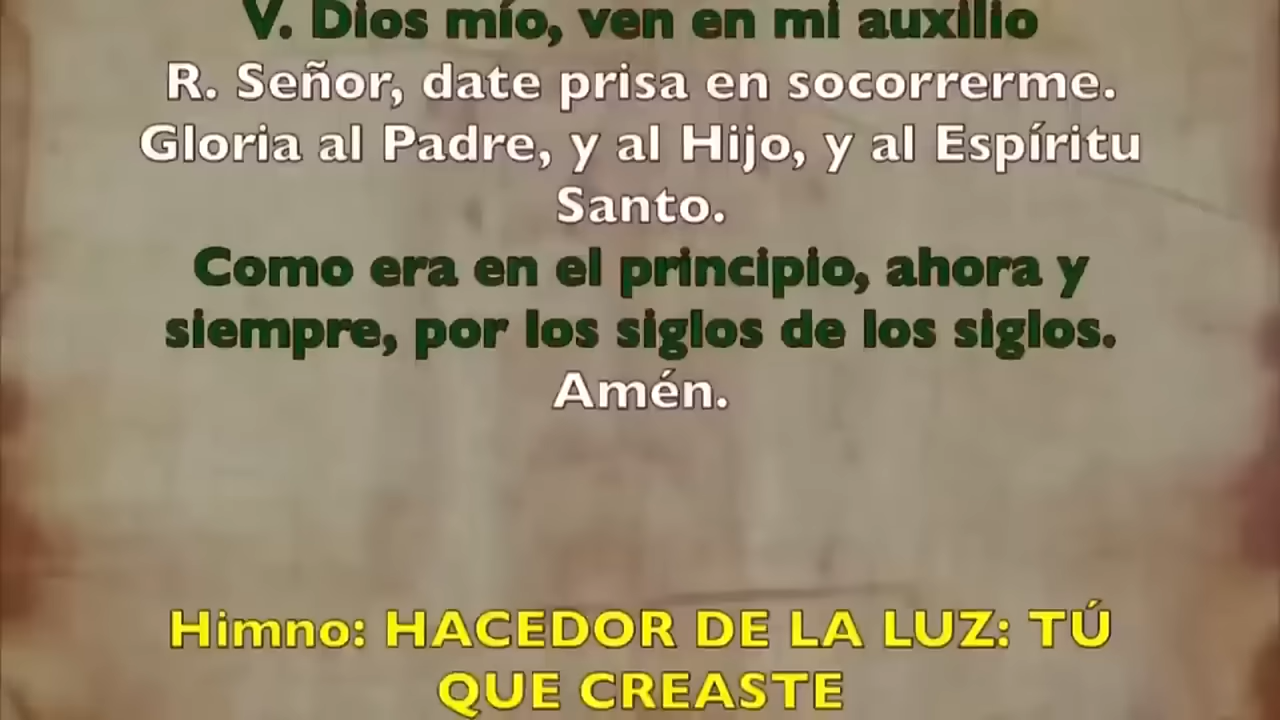 V. Dios mío, ven en mi auxilio
R. Señor, date prisa en socorrerme.
Gloria al Padre, y al Hijo, y al Espíritu
Santo.
Como era en el principio, ahora y
siempre, por los siglos de los siglos.
Amén.
Himno: HACEDOR DE LA LUZ: TÚ
QUE CREASTE